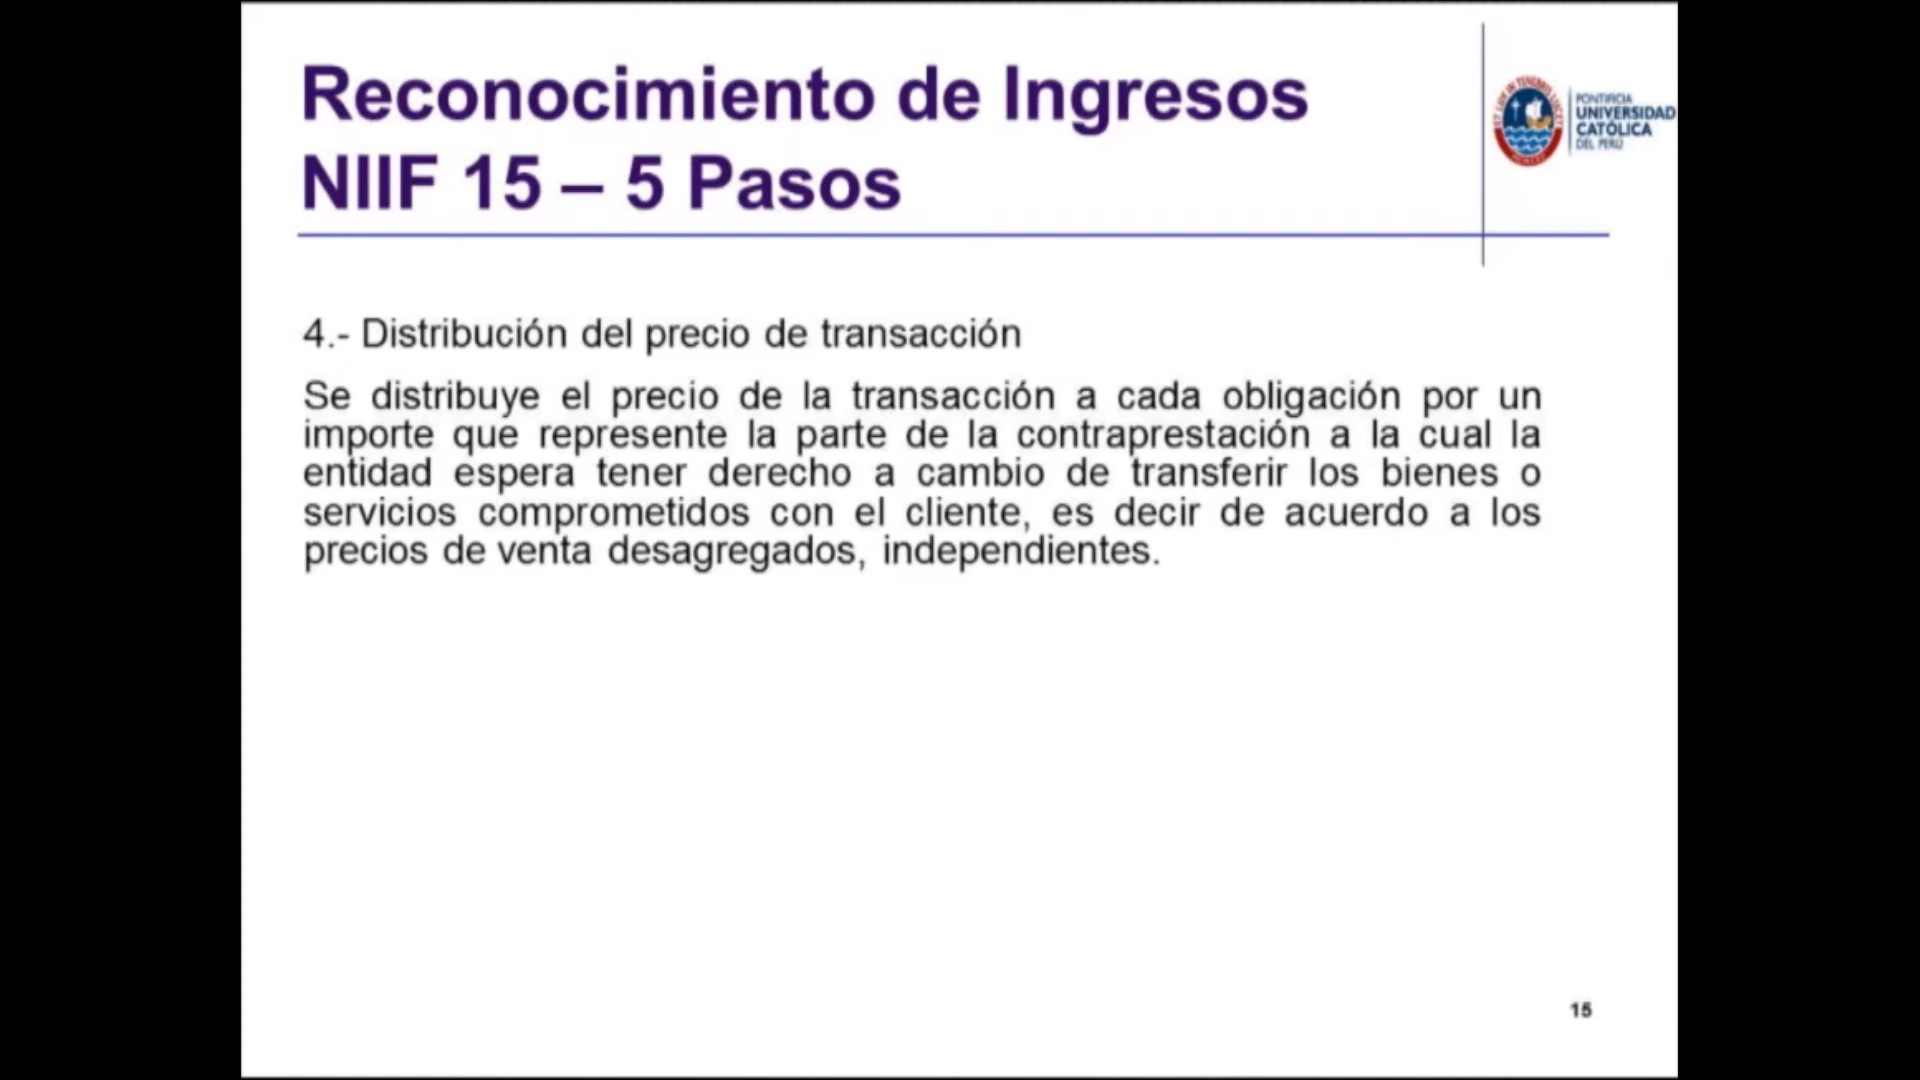 Reconocimiento de Ingresos
NIIF 15 – 5 Pasos
PONTIFICIA
UNIVERSIDAD
CATÓLICA
DEL PERÚ
4.- Distribución del precio de transacción
Se distribuye el precio de la transacción a cada obligación por un
importe que represente la parte de la contraprestación a la cual la
entidad espera tener derecho a cambio de transferir los bienes o
servicios comprometidos con el cliente, es decir de acuerdo a los
precios de venta desagregados, independientes.
15